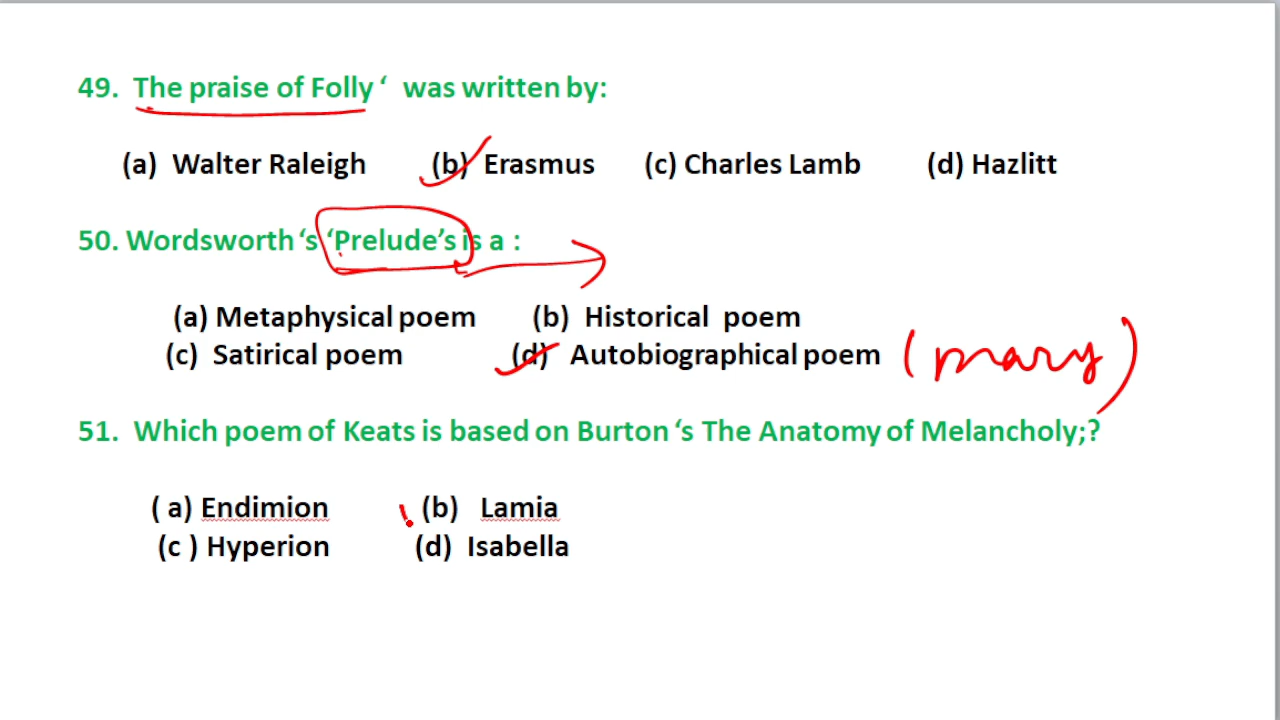 49. The praise of Folly ‘ was written by:
(a) Walter Raleigh (b) Erasmus (c) Charles Lamb (d) Hazlitt
50. Wordsworth ‘s ‘Prelude’s is a :
(a) Metaphysical poem (b) Historical poem
(c) Satirical poem (d) Autobiographical poem (mary)
51. Which poem of Keats is based on Burton ‘s The Anatomy of Melancholy;?
( a) Endimion (b) Lamia
(c ) Hyperion (d) Isabella